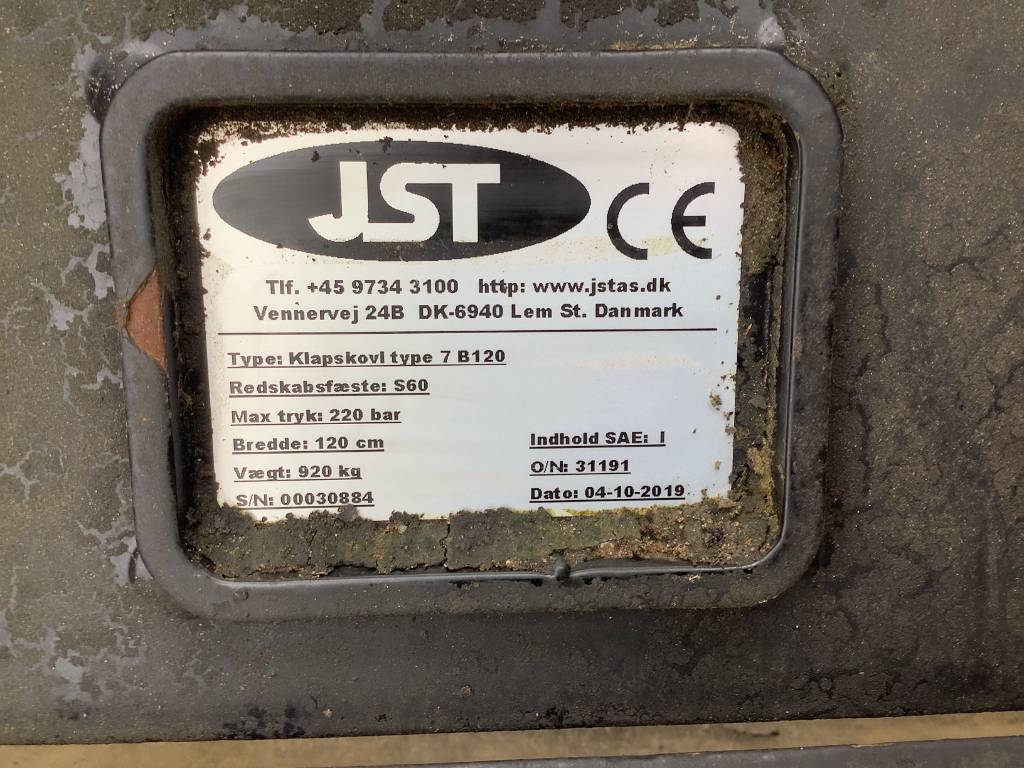 JST CE
Tlf. +45 9734 3100 http: www.jstas.dk
Vennervej 24B DK-6940 Lem St. Danmark
Type: Klapskovl type 7 B120
Redskabsfæste: S60
Max tryk: 220 bar
Bredde: 120 cm
Indhold SAE: l
Vægt: 920 kg
O/N: 31191
S/N: 00030884
Dato: 04-10-2019